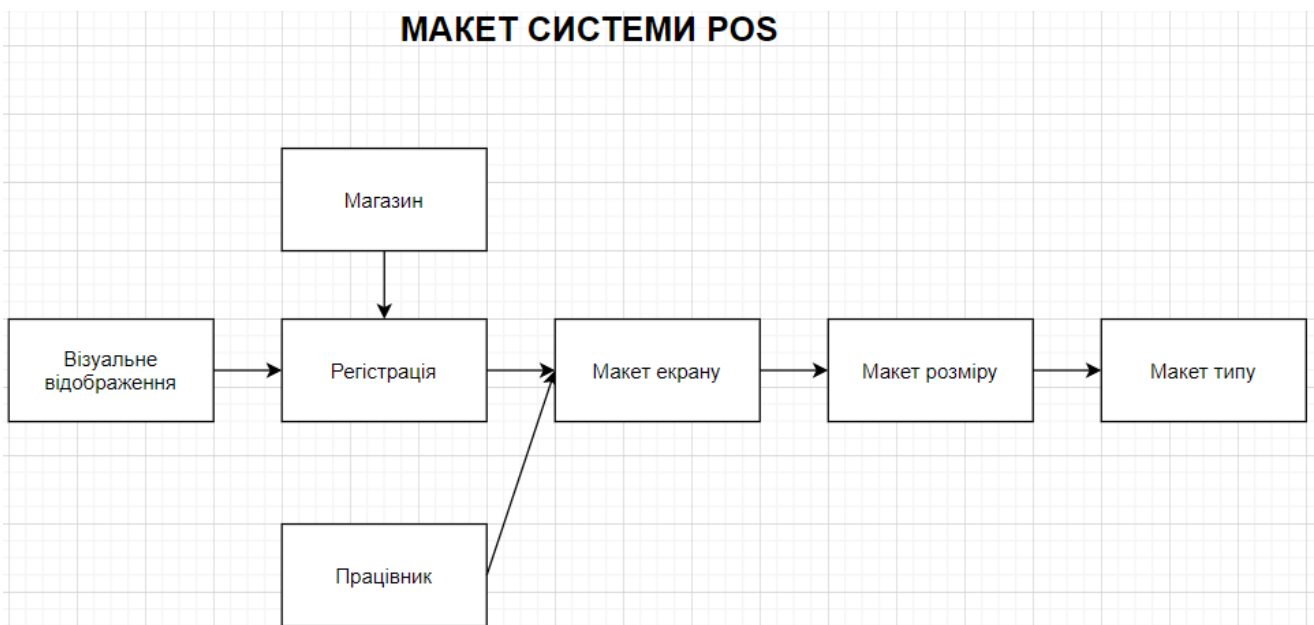 МАКЕТ СИСТЕМИ POS
Магазин
Візуальне
відображення
Регістрація
Макет екрану
Макет розміру
Макет типу
Працівник